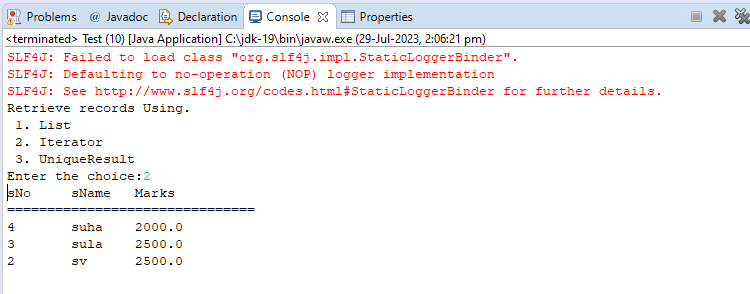 Problems @ Javadoc Declaration Console Properties
<terminated> Test (10) [Java Application] C:\jdk-19\bin\javaw.exe (29-Jul-2023, 2:06:21 pm)
SLF4J: Failed to load class "org.slf4j.impl.StaticLoggerBinder".
SLF4J: Defaulting to no-operation (NOP) logger implementation
SLF4J: See http://www.slf4j.org/codes.html#StaticLoggerBinder for further details.
Retrieve records Using.
1. List
2. Iterator
3. UniqueResult
Enter the choice:2
sNo sName Marks
===============================
4 suha 2000.0
3 sula 2500.0
2 sv 2500.0